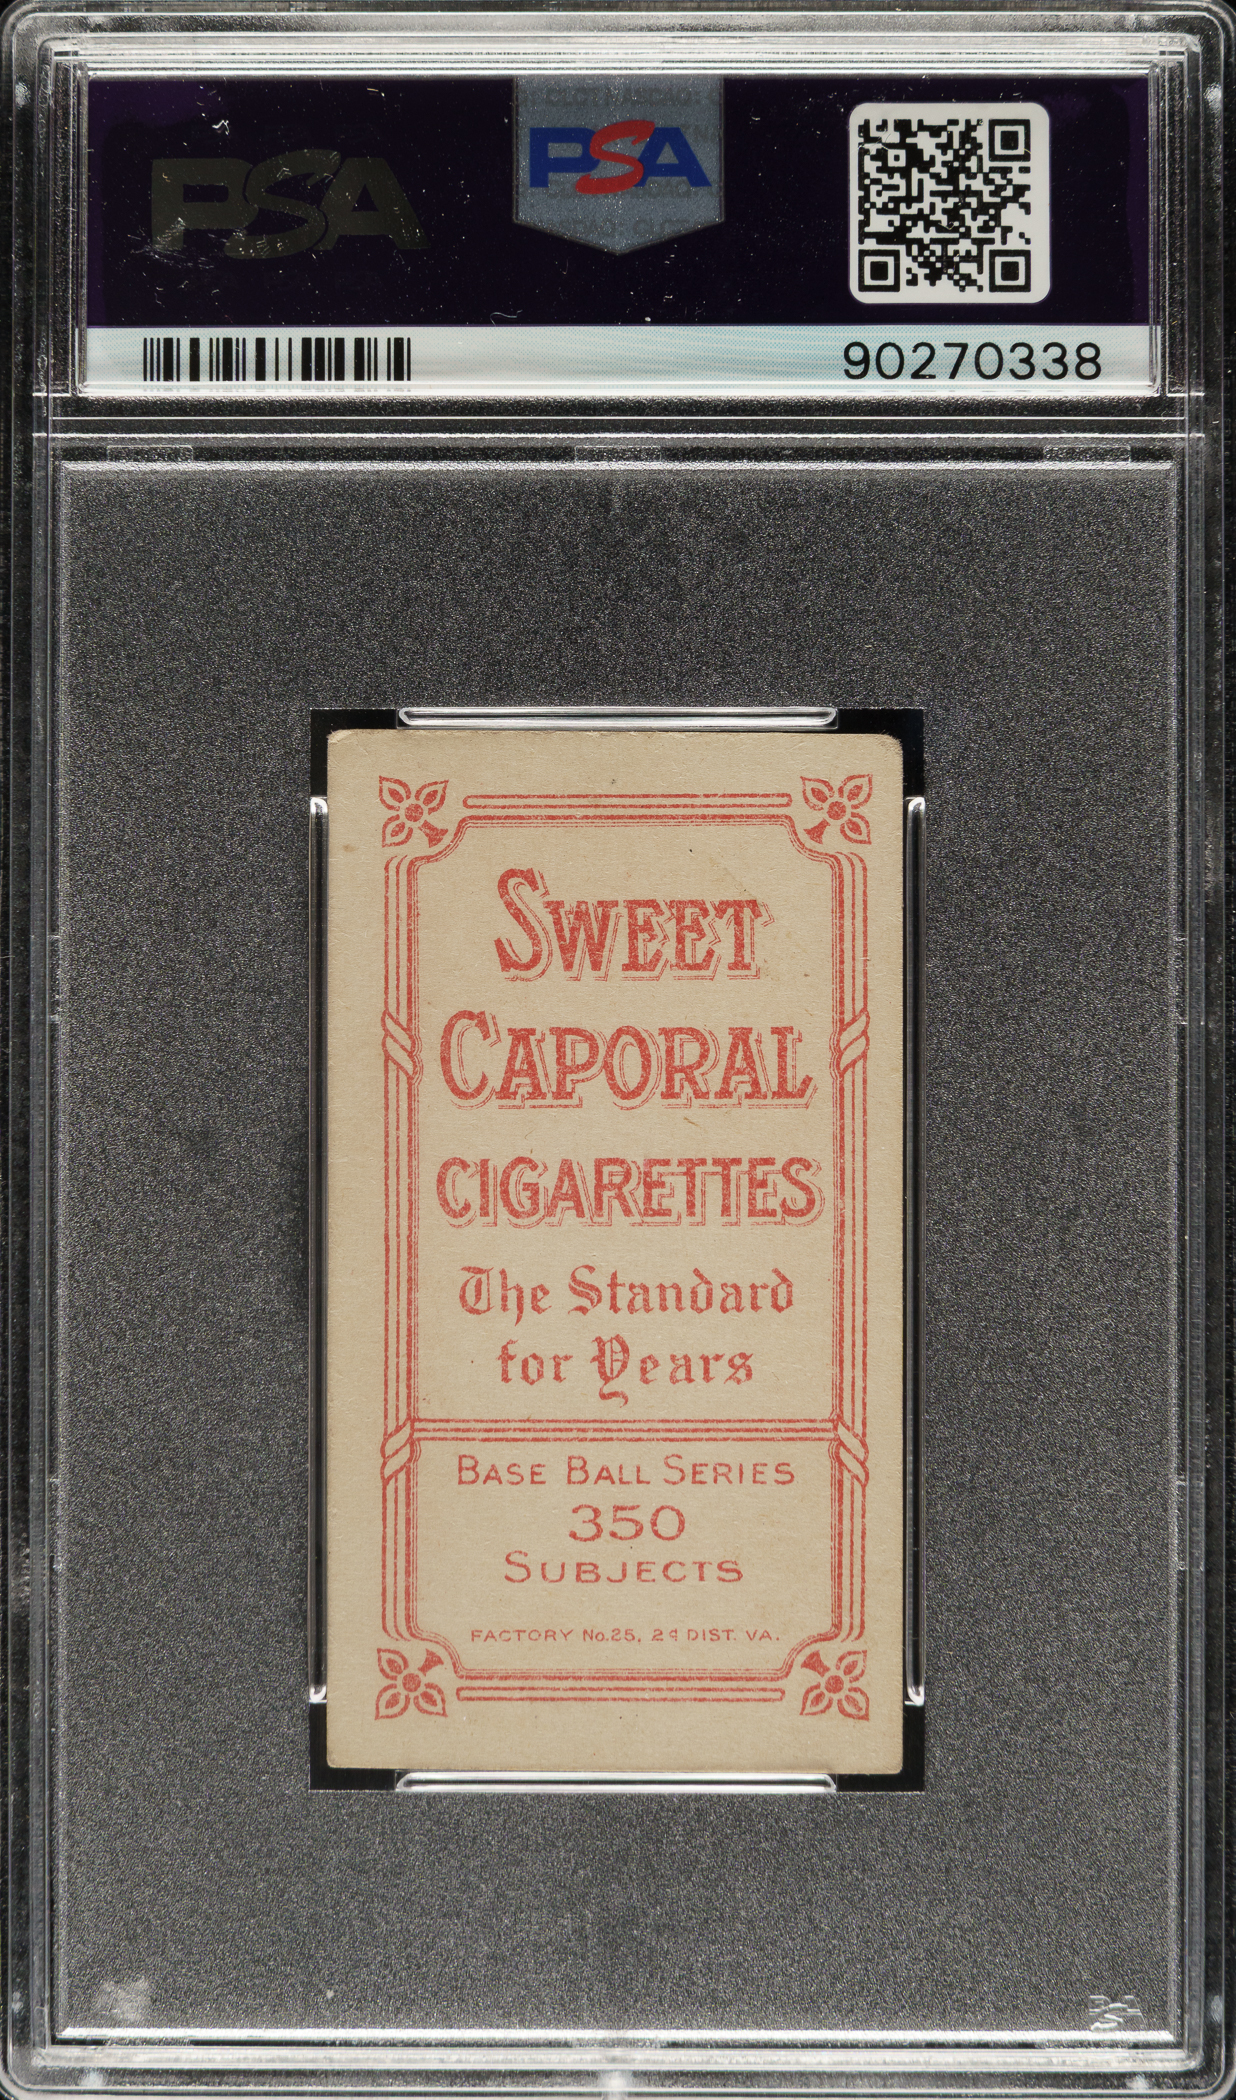 PSA
PSA
90270338
SWEET
CAPORAL
CIGARETTES
The Standard
for Years
BASE BALL SERIES
350
SUBJECTS
FACTORY No. 25, 2d DIST. VA.
PSA